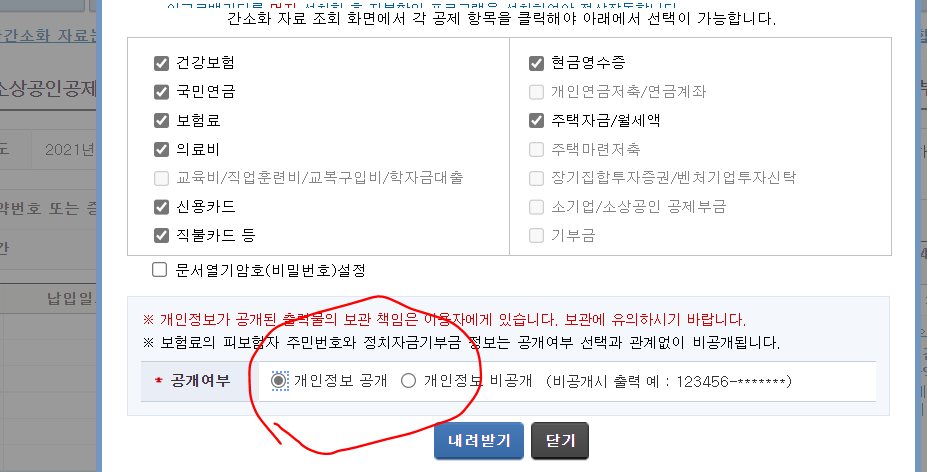 간소화 자료 조회 화면에서 각 공제 항목을 클릭해야 아래에서 선택이 가능합니다.
간소화 자료는
소상공인공제
도
2021년
약번호 또는 증
간
납입일
건강보험
국민연금
보험료
의료비
교육비/직업훈련비/교복구입비/학자금대출
신용카드
직불카드 등
현금영수증
개인연금저축/연금계좌
주택자금/월세액
주택마련저축
장기집합투자증권/벤처기업투자신탁
소기업/소상공인 공제부금
기부금
문서열기암호(비밀번호)설정
※ 개인정보가 공개된 출력물의 보관 책임은 이용자에게 있습니다. 보관에 유의하시기 바랍니다.
※ 보험료의 피보험자 주민번호와 정치자금기부금 정보는 공개여부 선택과 관계없이 비공개됩니다.
* 공개여부 개인정보 공개 개인정보 비공개 (비공개시 출력 예 : 123456-*******)
내려받기 닫기